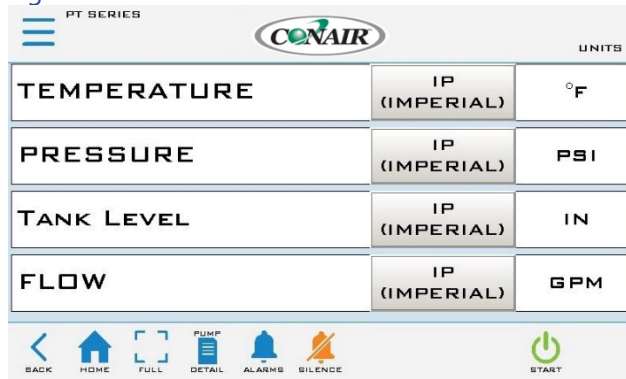 PT SERIES
CONAIR
UNITS
TEMPERATURE
IP
(IMPERIAL)
°F
PRESSURE
IP
(IMPERIAL)
PSI
TANK LEVEL
IP
(IMPERIAL)
IN
FLOW
IP
(IMPERIAL)
GPM
BACK
HOME
FULL
PUMP
DETAIL
ALARMS
SILENCE
START